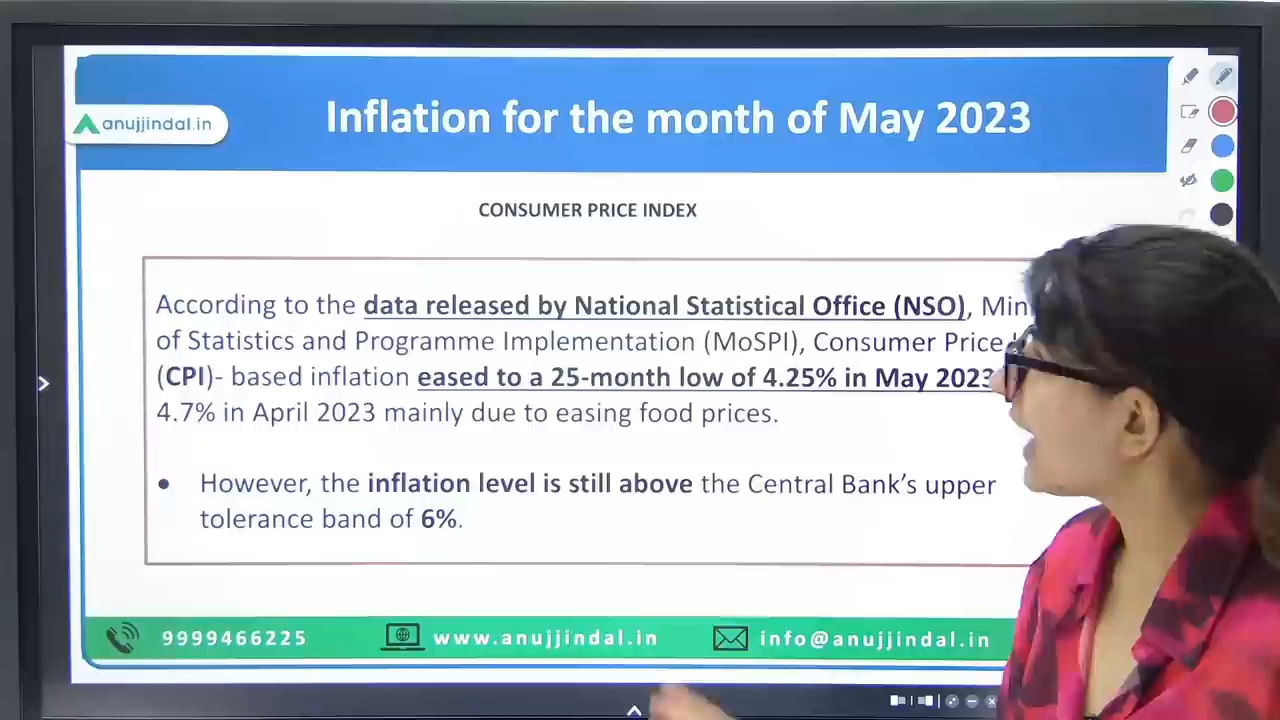 anujjindal.in
Inflation for the month of May 2023
CONSUMER PRICE INDEX
According to the data released by National Statistical Office (NSO),
of Statistics and Programme Implementation (MoSPI), Consumer Price
(CPI)- based inflation eased to a 25-month low of 4.25% in May 2023
4.7% in April 2023 mainly due to easing food prices.
• However, the inflation level is still above the Central Bank's upper
tolerance band of 6%.
9999466225
www.anujjindal.in
info@anujjindal.in